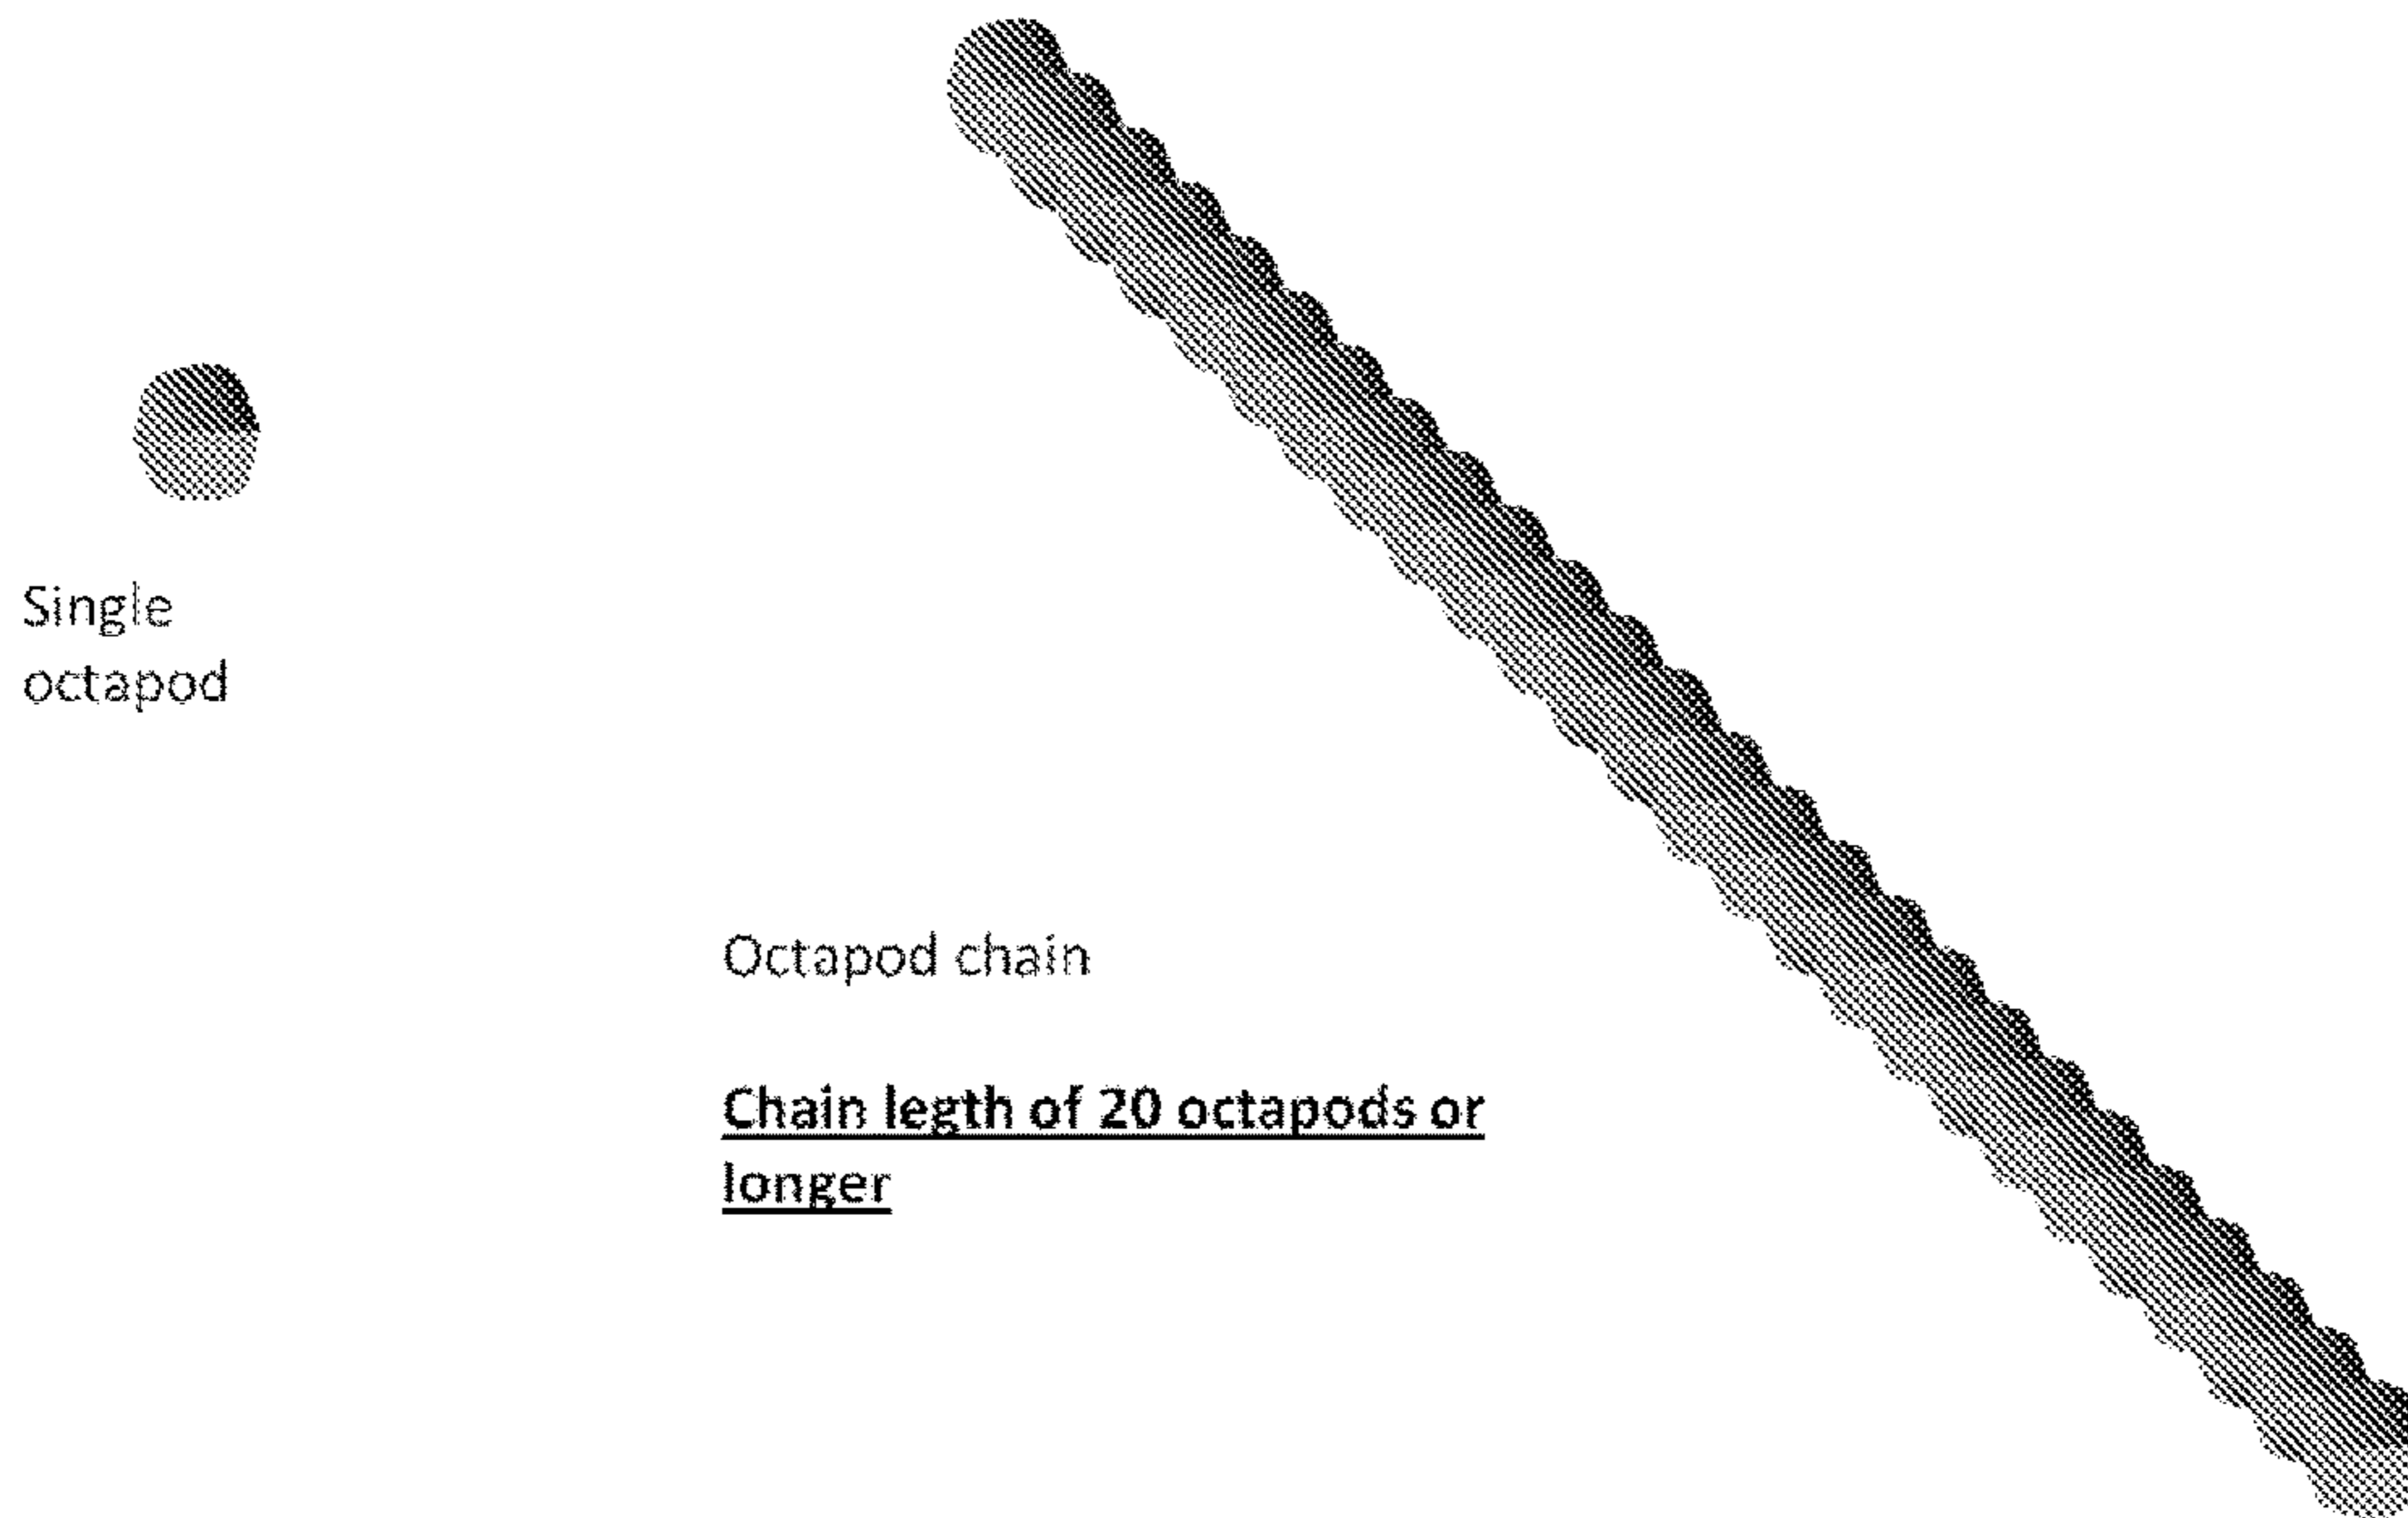 Single
octapod
Octapod chain
Chain legth of 20 octapods or
longer